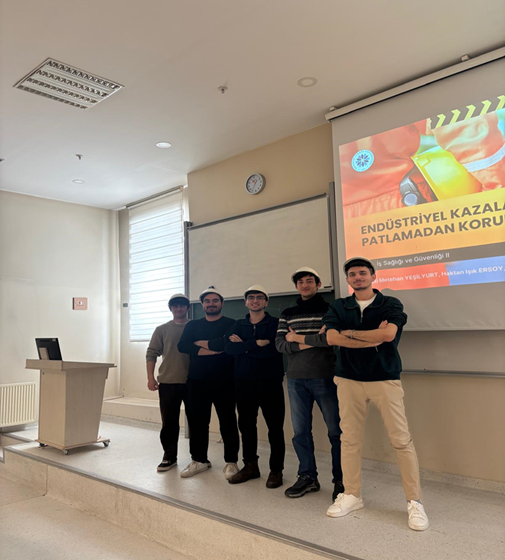 ENDÜSTRİYEL KAZALA
PATLAMADAN KORU
İş Sağlığı ve Güvenliği II
YEŞİLYURT, Haktan Işık ERSOY,